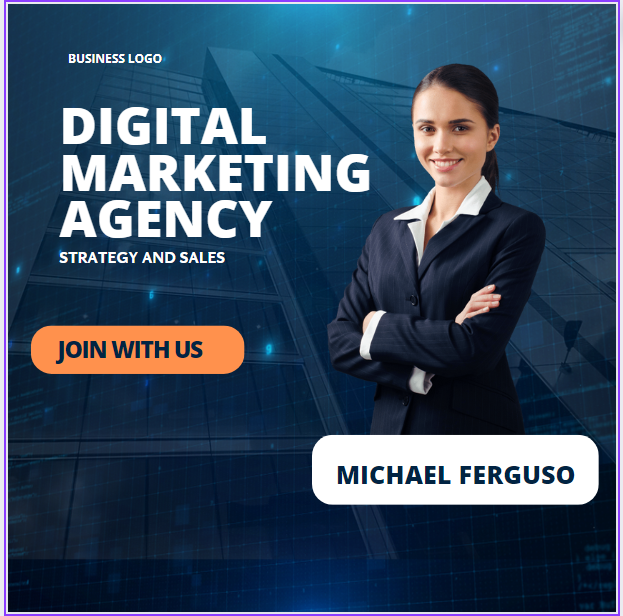 BUSINESS LOGO
DIGITAL
MARKETING
AGENCY
STRATEGY AND SALES
JOIN WITH US
MICHAEL FERGUSO